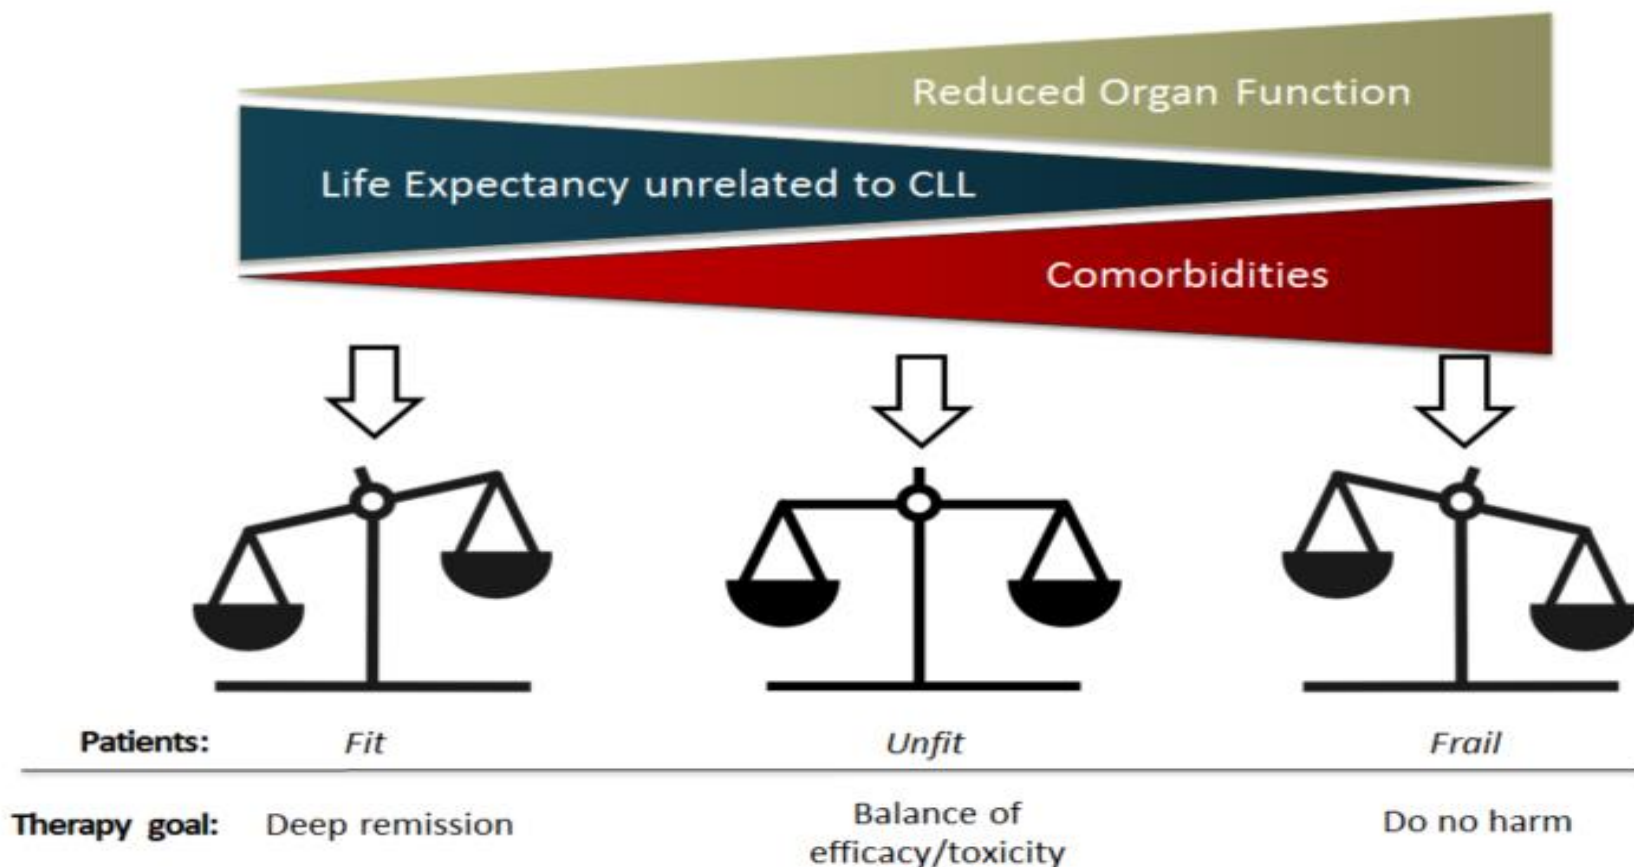 Reduced Organ Function
Life Expectancy unrelated to CLL
Comorbidities
Patients: Fit Unfit Frail
Therapy goal: Deep remission Balance of efficacy/toxicity Do no harm